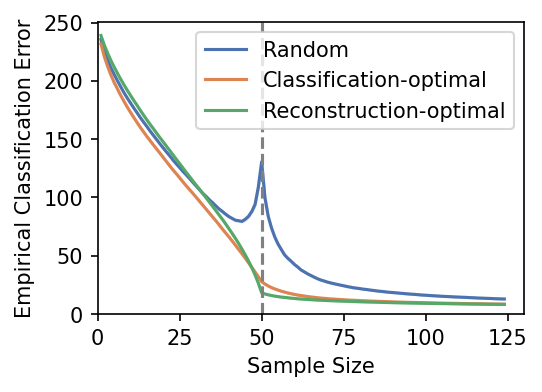 Empirical Classification Error
250
200
150
100
50
0
Random
Classification-optimal
Reconstruction-optimal
0 25 50 75 100 125
Sample Size